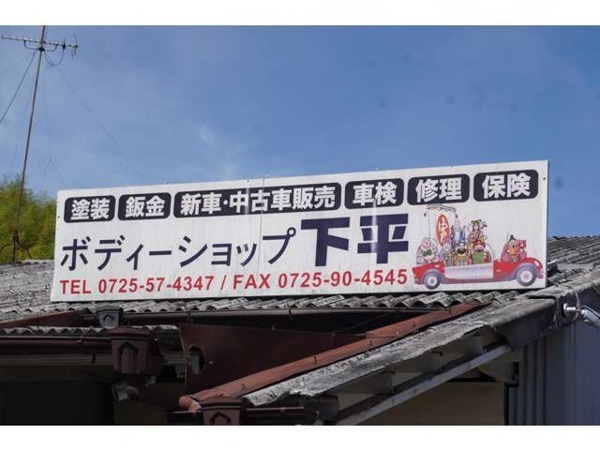 塗装 鈑金 新車・中古車販売 車検 修理 保険
ボディーショップ 下平
TEL 0725-57-4347 / FAX 0725-90-4545